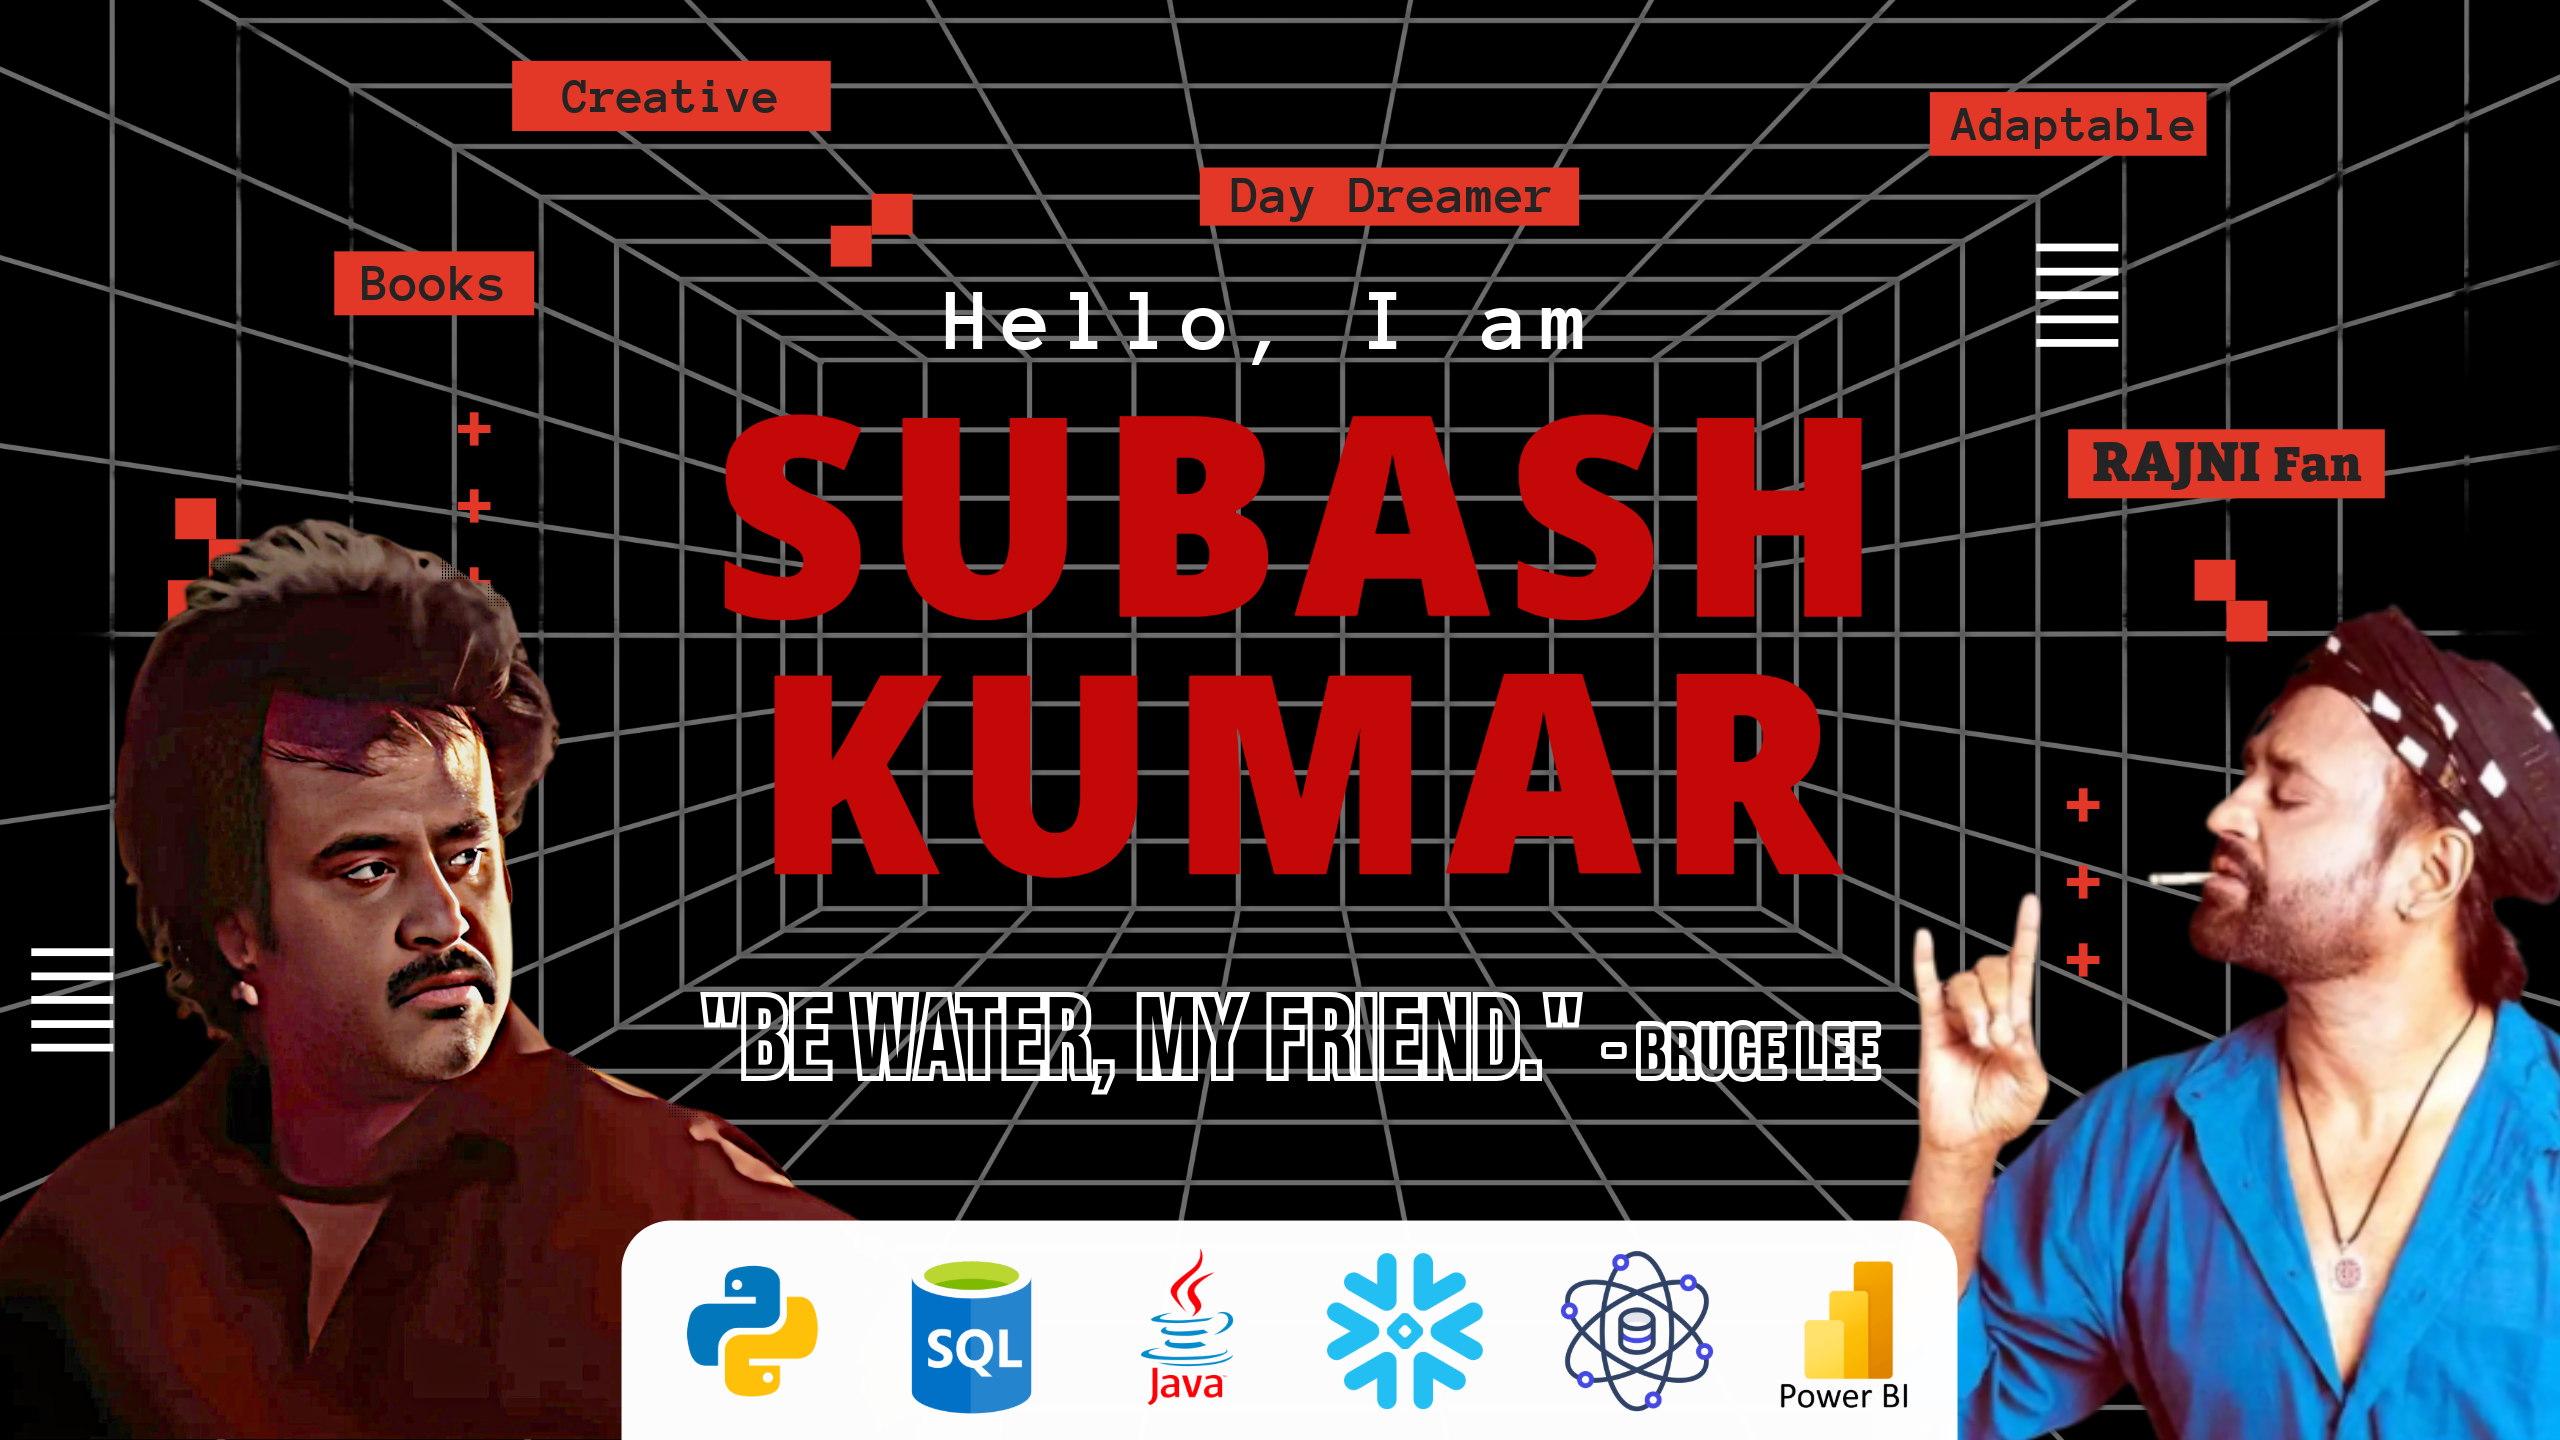 Creative
Adaptable
Day Dreamer
Books
Hello, I am
RAJNI Fan
SUBASH
KUMAR
"BE WATER, MY FRIEND." - BRUCE LEE
SQL
Java
Power BI